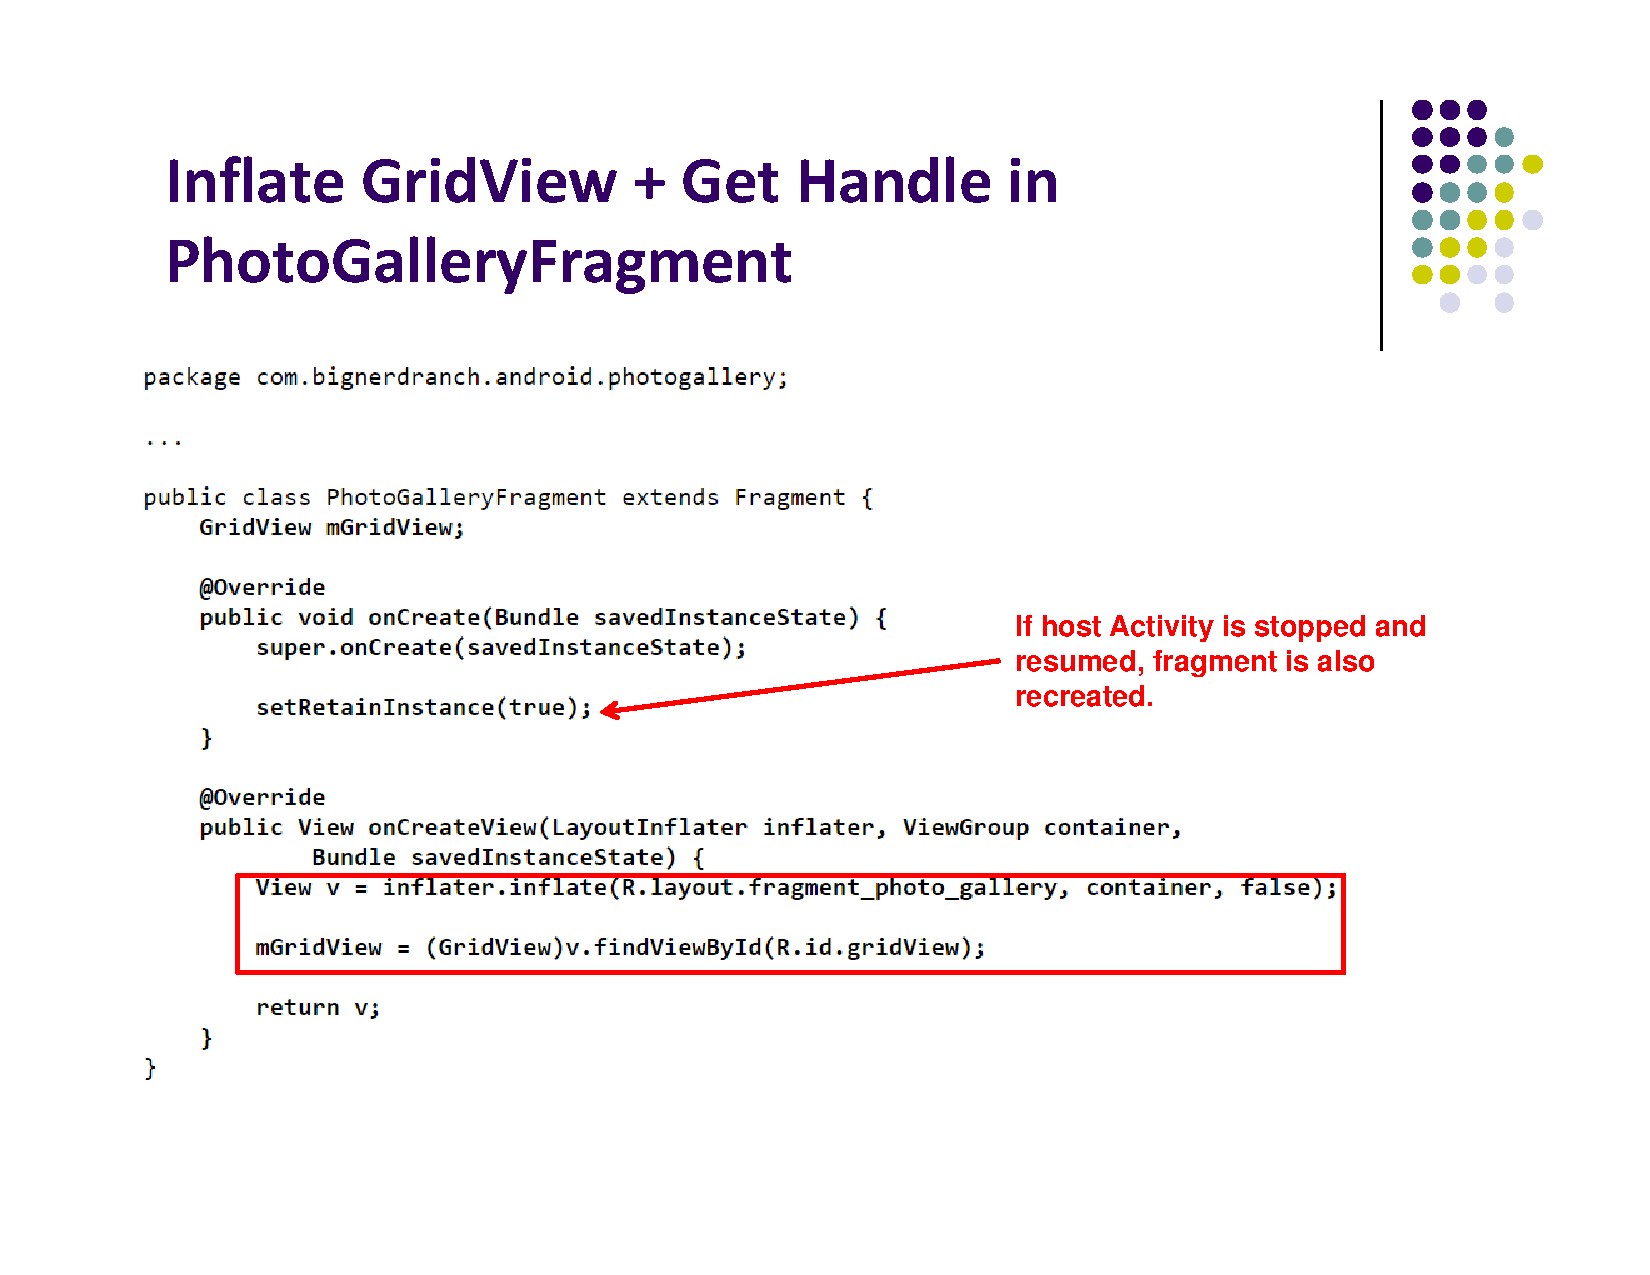 Inflate GridView + Get Handle in
PhotoGalleryFragment
package com.bignerdranch.android.photogallery;
...
public class PhotoGalleryFragment extends Fragment {
    GridView mGridView;
    @Override
    public void onCreate(Bundle savedInstanceState) {
        super.onCreate(savedInstanceState);
        setRetainInstance(true);
    }
If host Activity is stopped and
resumed, fragment is also
recreated.
    @Override
    public View onCreateView(LayoutInflater inflater, ViewGroup container,
            Bundle savedInstanceState) {
        View v = inflater.inflate(R.layout.fragment_photo_gallery, container, false);
        mGridView = (GridView)v.findViewById(R.id.gridView);
        return v;
    }
}